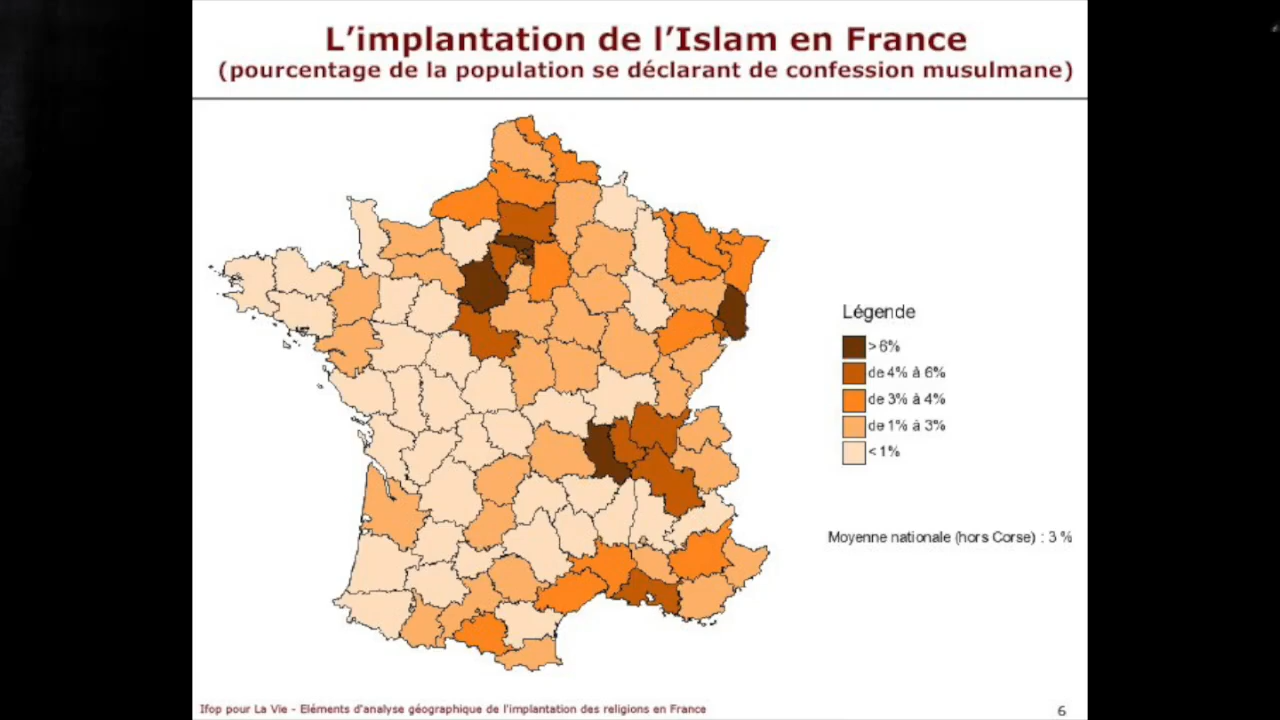 L'implantation de l'Islam en France
(pourcentage de la population se déclarant de confession musulmane)
Légende
>6%
de 4% à 6%
de 3% à 4%
de 1% à 3%
<1%
Moyenne nationale (hors Corse) : 3 %
Ifop pour La Vie - Eléments d'analyse géographique de l'implantation des religions en France
6